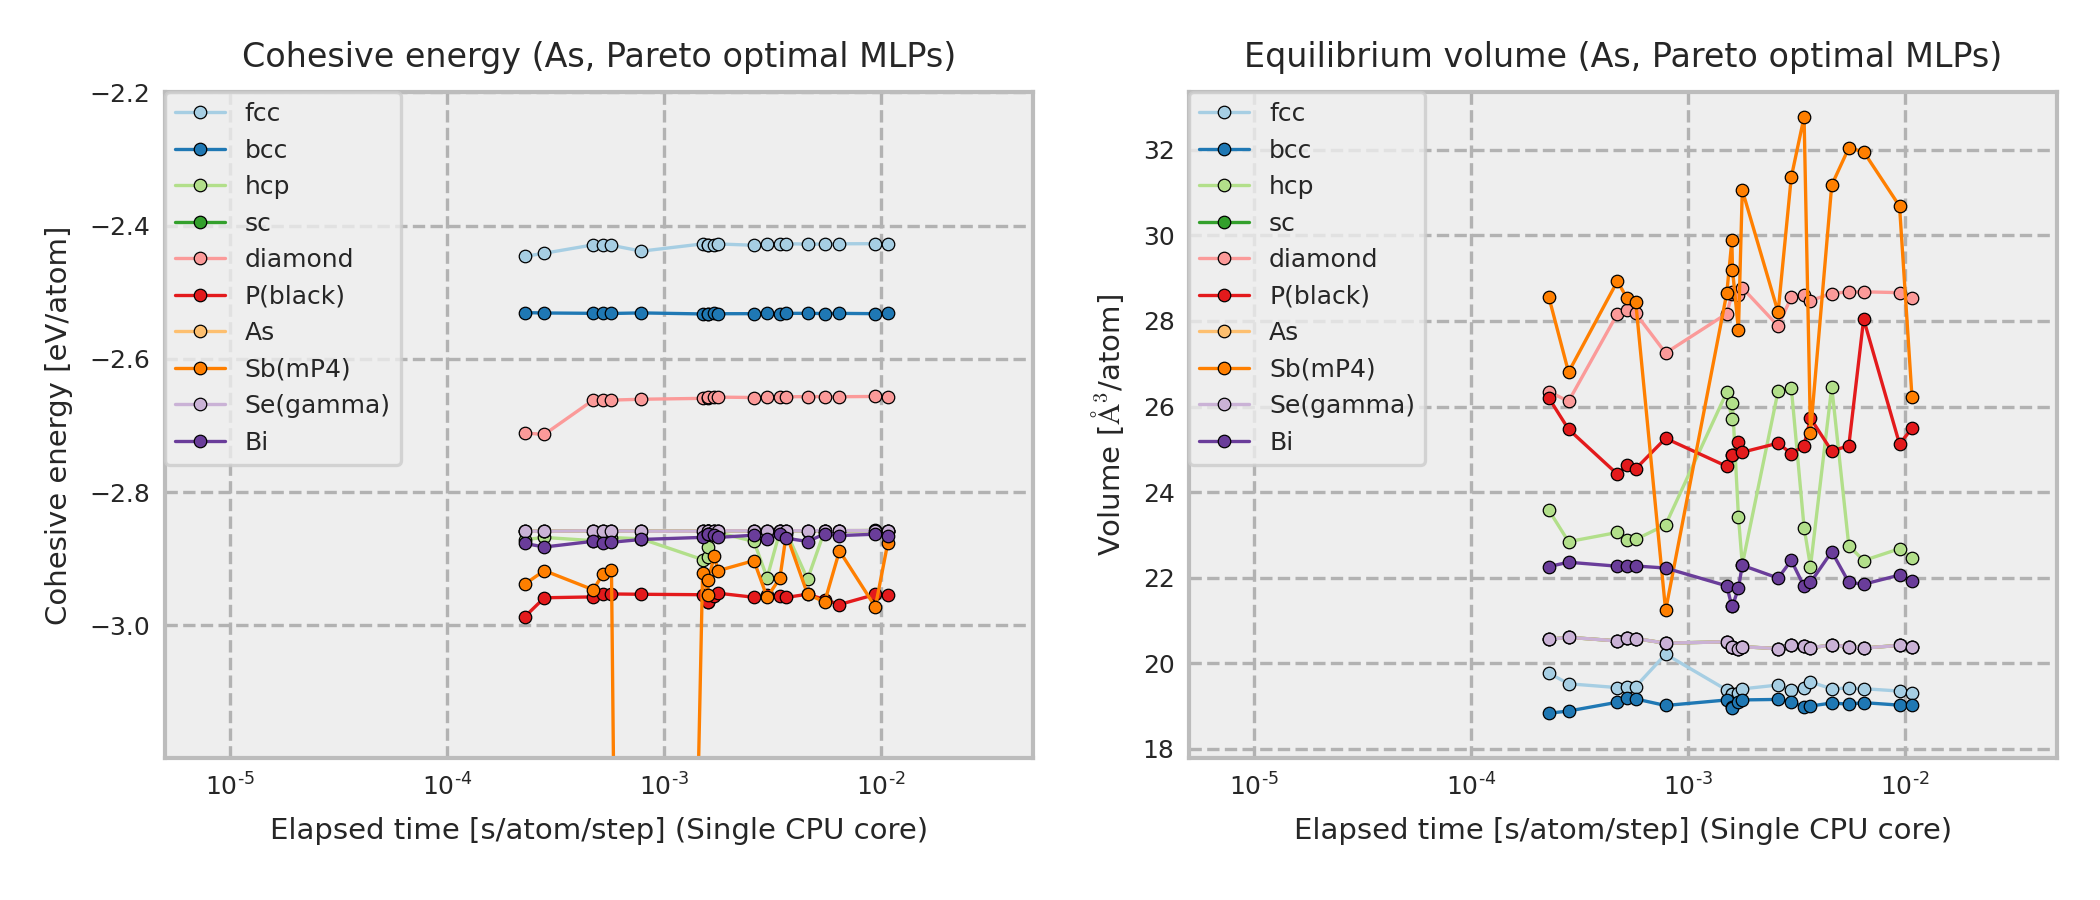 Cohesive energy (As, Pareto optimal MLPs)
Cohesive energy [eV/atom]
−2.2
−2.4
−2.6
−2.8
−3.0
fcc
bcc
hcp
sc
diamond
P(black)
As
Sb(mP4)
Se(gamma)
Bi
10⁻⁵ 10⁻⁴ 10⁻³ 10⁻²
Elapsed time [s/atom/step] (Single CPU core)
Equilibrium volume (As, Pareto optimal MLPs)
Volume [Å³/atom]
32
30
28
26
24
22
20
18
fcc
bcc
hcp
sc
diamond
P(black)
As
Sb(mP4)
Se(gamma)
Bi
10⁻⁵ 10⁻⁴ 10⁻³ 10⁻²
Elapsed time [s/atom/step] (Single CPU core)